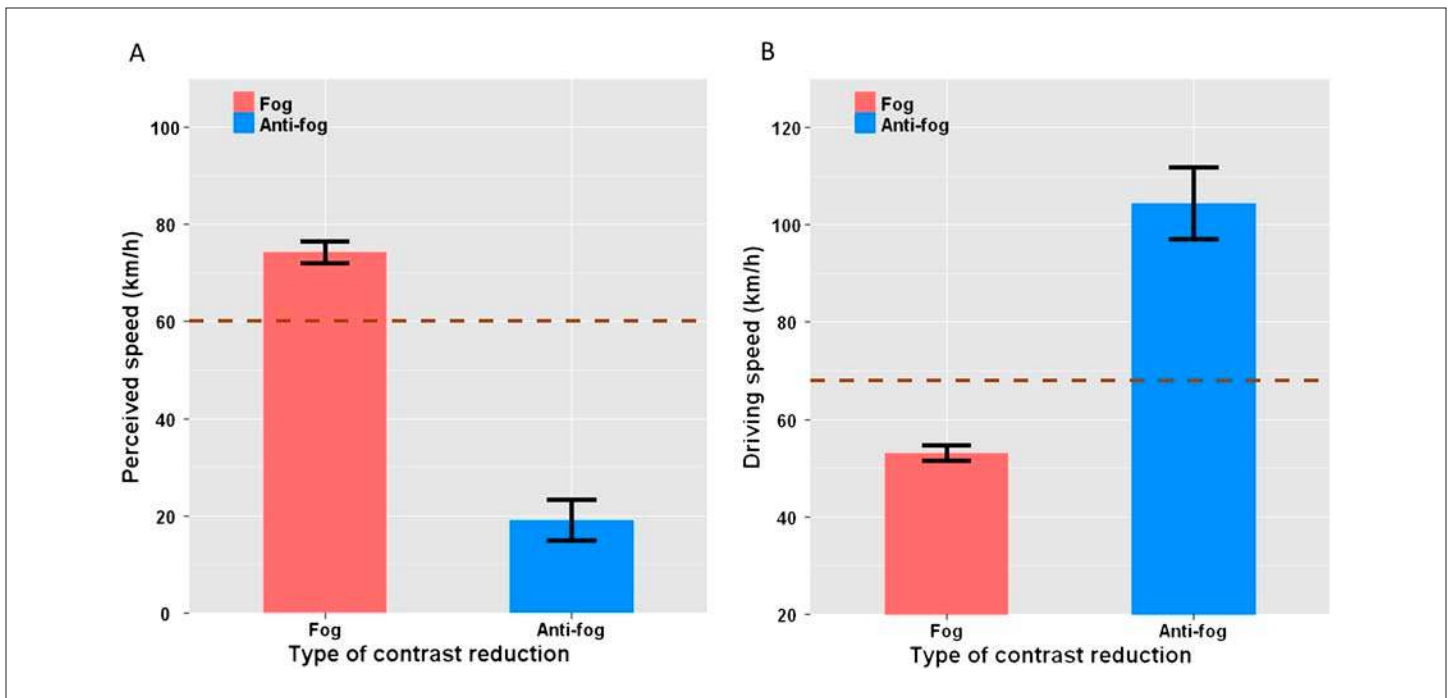 A
Fog
Anti-fog
100
80
60
40
20
0
Perceived speed (km/h)
Fog Anti-fog
Type of contrast reduction
B
Fog
Anti-fog
120
100
80
60
40
20
Driving speed (km/h)
Fog Anti-fog
Type of contrast reduction